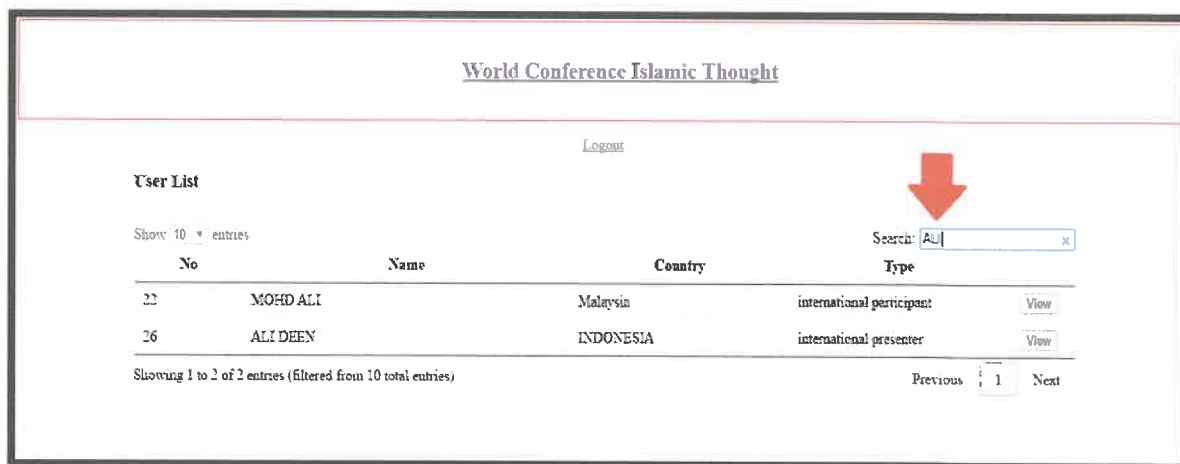 World Conference Islamic Thought
Logout
User List
Show 10 entries
Search: ALI
No Name Country Type
22 MOHD ALI Malaysia international participant View
26 ALI DEEN INDONESIA international presenter View
Showing 1 to 2 of 2 entries (filtered from 10 total entries)
Previous 1 Next